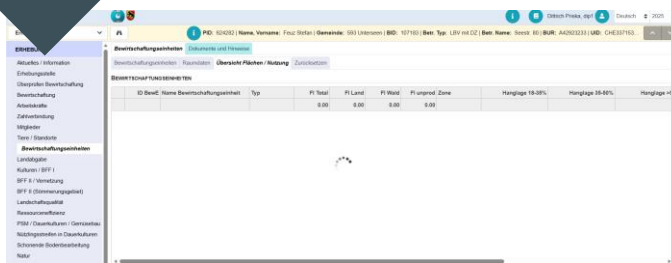 Dittrich Priska, dipl
Deutsch
2025
PID: 624282 | Name, Vorname: Feuz Stefan | Gemeinde: 593 Unterseen | BID: 107163 | Betr. Typ: LBV mit DZ | Betr. Name: Seestr. 80 | BUR: A42923233 | UID: CHE337163...
ERHEBU
Bewirtschaftungseinheiten Dokumente und Hinweise
Aktuelles / Information
Bewirtschaftungseinheiten Raumdaten Übersicht Flächen / Nutzung Zurücksetzen
Erhebungsstelle
Überprüfen Bewirtschaftung
BEWIRTSCHAFTUNGSEINHEITEN
Bewirtschaftung
ID BewE Name Bewirtschaftungseinheit Typ Fl Total Fl Land Fl Wald Fl unprod Zone Hanglage 18-35% Hanglage 35-50% Hanglage >
Arbeitskräfte
0.00 0.00 0.00 0.00
Zahlverbindung
Mitglieder
Tiere / Standorte
Bewirtschaftungseinheiten
Landabgabe
Kulturen / BFF I
BFF II / Vernetzung
BFF II (Sömmerungsgebiet)
Landschaftsqualität
Ressourceneffizienz
PSM / Dauerkulturen / Gemüsebau
Nützlingsstreifen in Dauerkulturen
Schonende Bodenbearbeitung
Natur